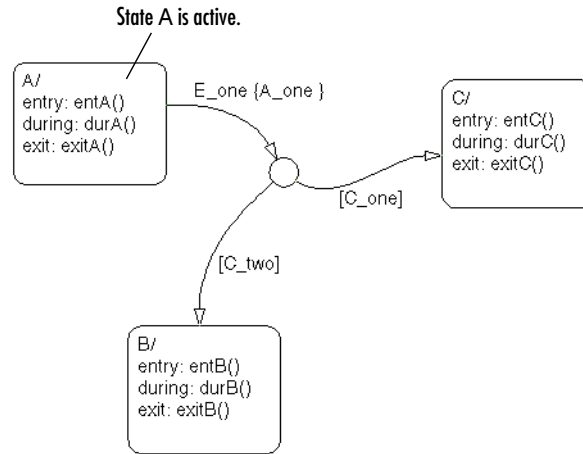 State A is active.
A/
entry: entA()
during: durA()
exit: exitA()
E_one {A_one }
C/
entry: entC()
during: durC()
exit: exitC()
[C_one]
[C_two]
B/
entry: entB()
during: durB()
exit: exitB()